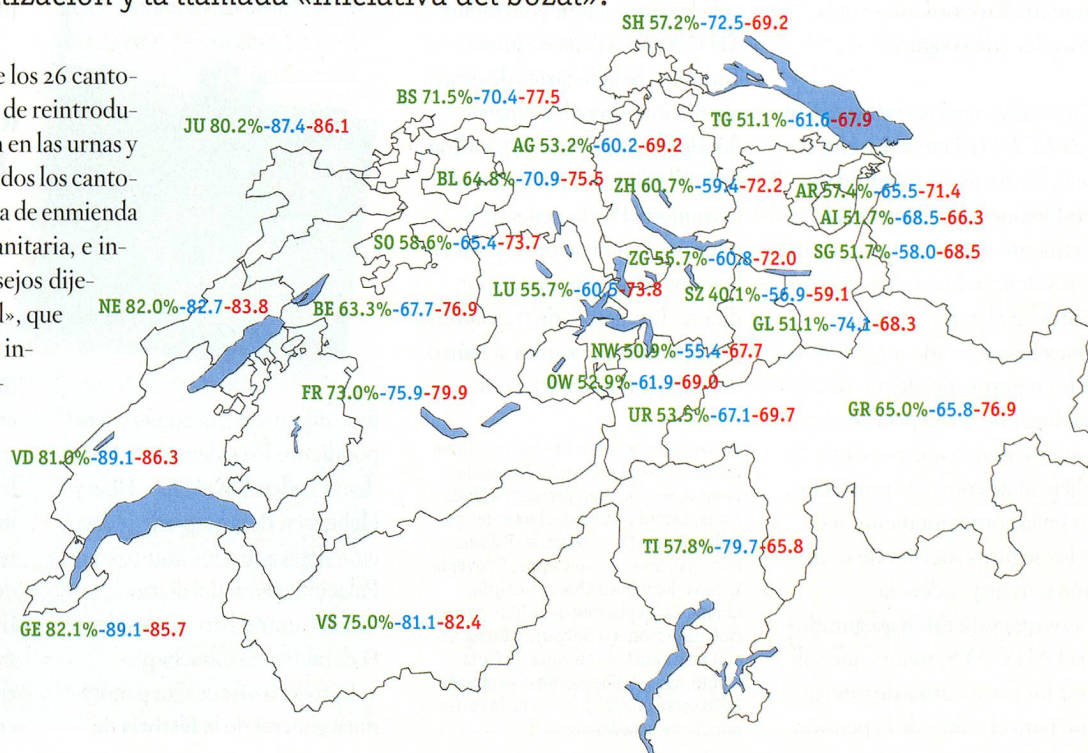 alización y la llamada «iniciativa del bozal».
e los 26 canto-
de reintrodu-
n en las urnas y
dos los canto-
a de enmienda
anitaria, e in-
sejos dije-
l», que
in-
SH 57.2%-72.5-69.2
BS 71.5%-70.4-77.5
TG 51.1%-61.6-67.9
JU 80.2%-87.4-86.1
AG 53.2%-60.2-69.2
BL 64.8%-70.9-75.5
ZH 60.7%-59.4-72.2
AR 57.4%-65.5-71.4
AI 51.7%-68.5-66.3
SO 58.6%-65.4-73.7
SG 51.7%-58.0-68.5
ZG 55.7%-60.8-72.0
LU 55.7%-60.5-73.8
SZ 40.1%-56.9-59.1
NE 82.0%-82.7-83.8
BE 63.3%-67.7-76.9
GL 51.1%-74.1-68.3
NW 50.9%-55.4-67.7
OW 52.9%-61.9-69.0
FR 73.0%-75.9-79.9
UR 53.5%-67.1-69.7
GR 65.0%-65.8-76.9
VD 81.0%-89.1-86.3
TI 57.8%-79.7-65.8
GE 82.1%-89.1-85.7
VS 75.0%-81.1-82.4